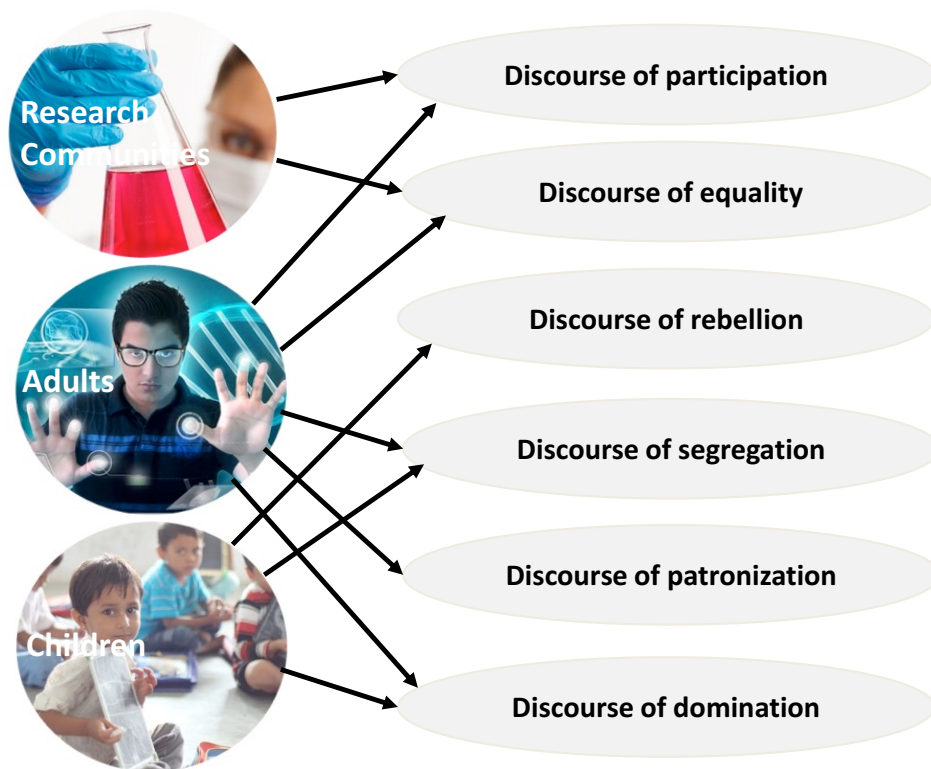 Research
Communities
Adults
Children
Discourse of participation
Discourse of equality
Discourse of rebellion
Discourse of segregation
Discourse of patronization
Discourse of domination